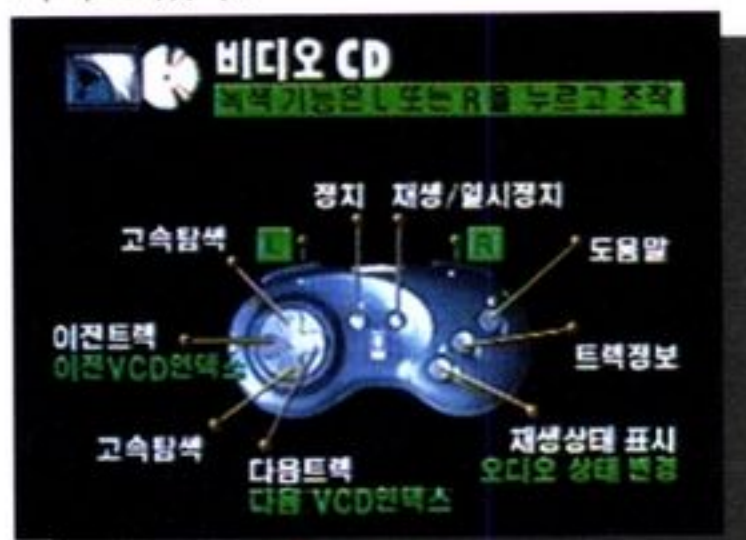 비디오 CD
녹색 기능은 L 또는 R을 누르고 조작
정지
재생/일시정지
고속탐색
L
R
도움말
이전트랙
이전VCD인덱스
트랙정보
고속탐색
다음트랙
다음 VCD인덱스
재생상태 표시
오디오 상태 변경